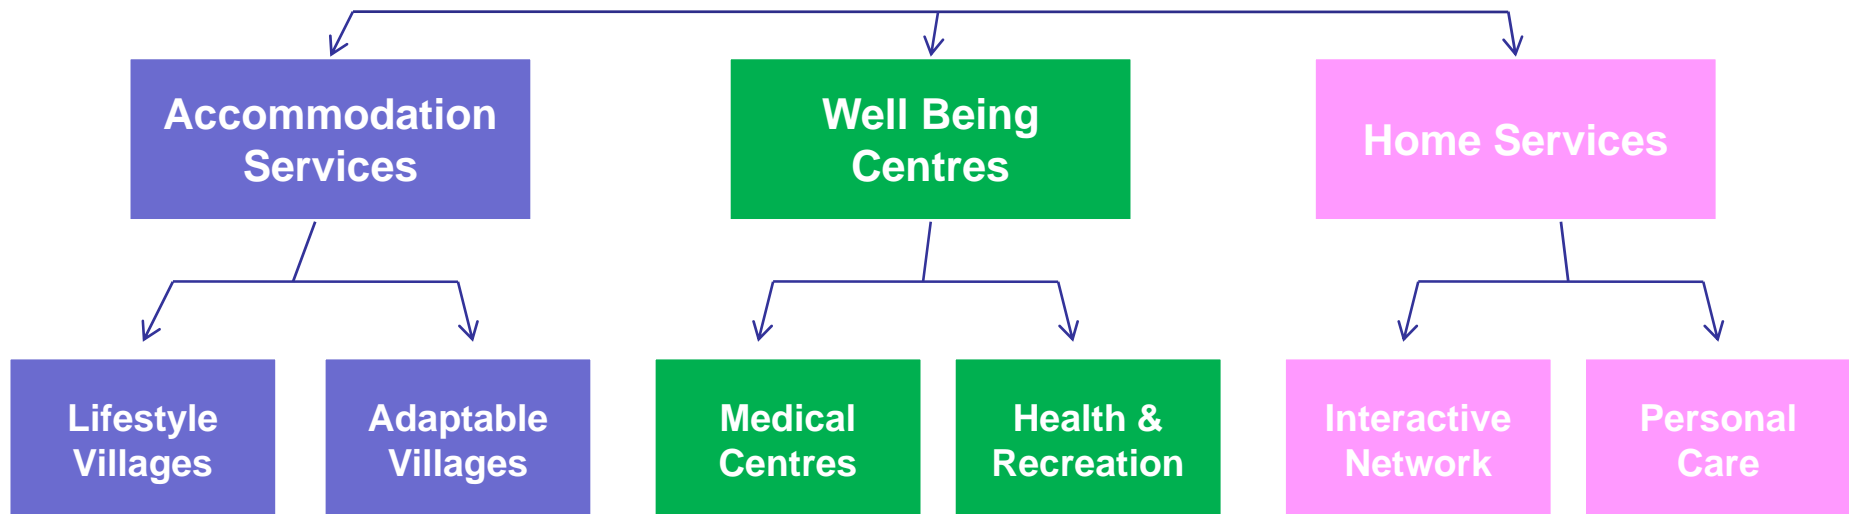 Accommodation
Services
Well Being
Centres
Home Services
Lifestyle
Villages
Adaptable
Villages
Medical
Centres
Health &
Recreation
Interactive
Network
Personal
Care